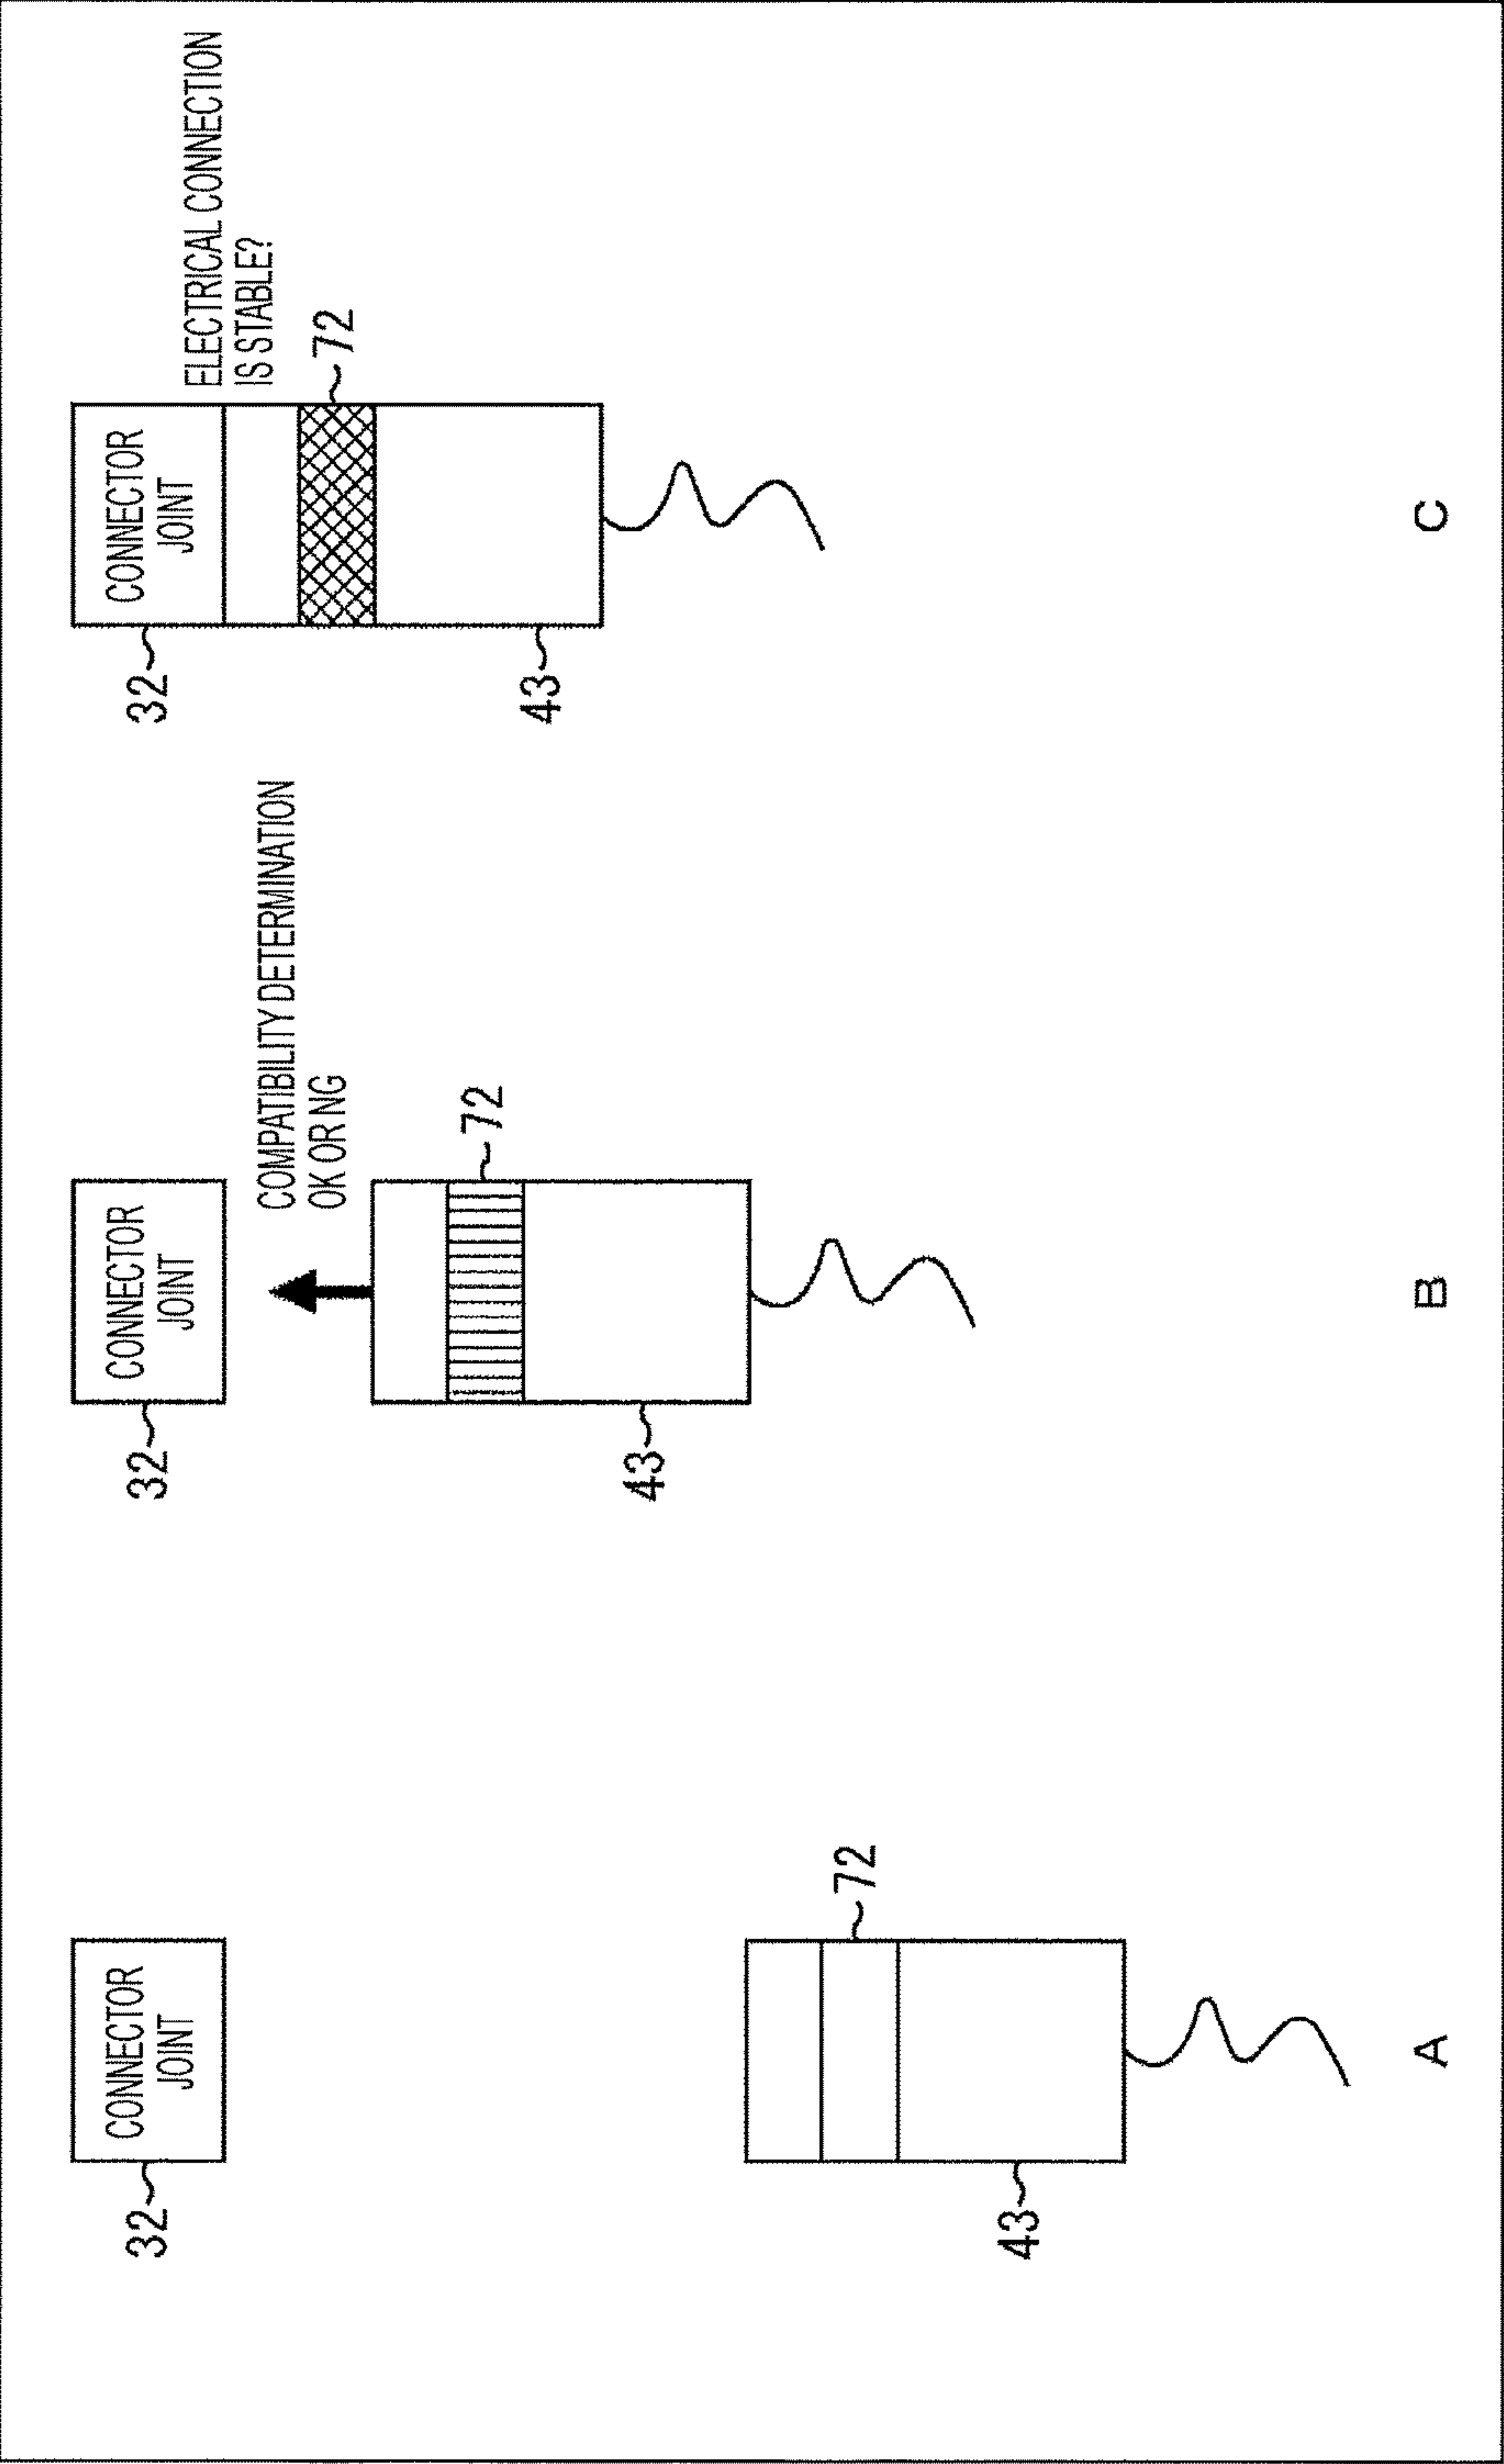 CONNECTOR
JOINT
32
72
43
A
CONNECTOR
JOINT
32
COMPATIBILITY DETERMINATION
OK OR NG
72
43
B
CONNECTOR
JOINT
32
ELECTRICAL CONNECTION
IS STABLE?
72
43
C